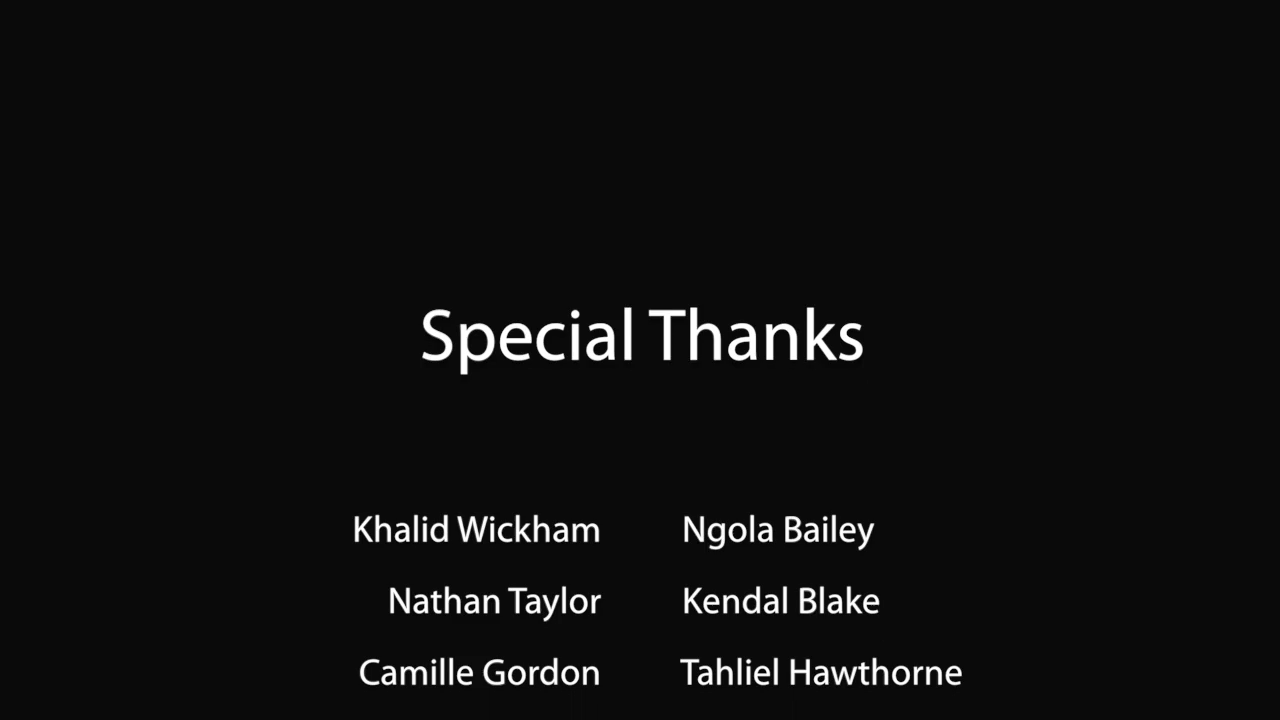 Special Thanks
Khalid Wickham Ngola Bailey
Nathan Taylor Kendal Blake
Camille Gordon Tahliel Hawthorne